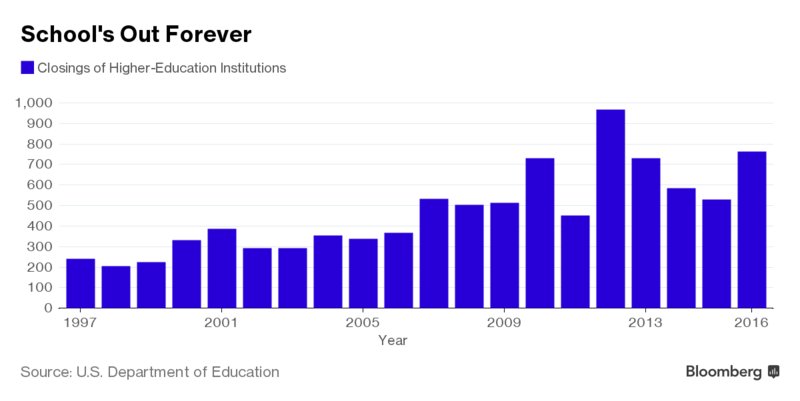 School's Out Forever
Closings of Higher-Education Institutions
1,000
900
800
700
600
500
400
300
200
100
0
1997 2001 2005 2009 2013 2016
Year
Source: U.S. Department of Education
Bloomberg